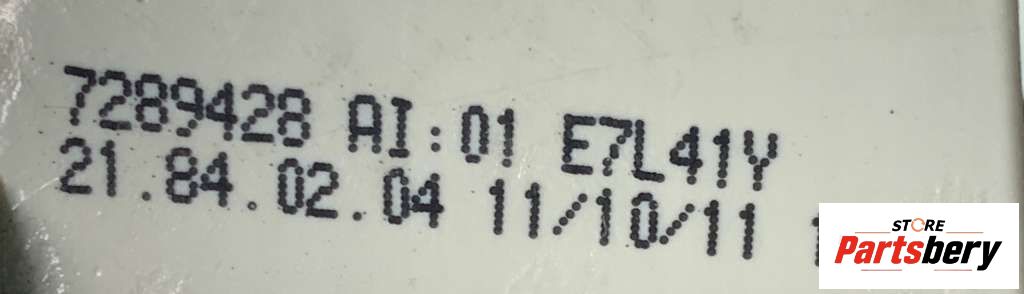 7289428 AI:01 E7L41Y
21.84.02.04 11/10/11
STORE
Partsbery